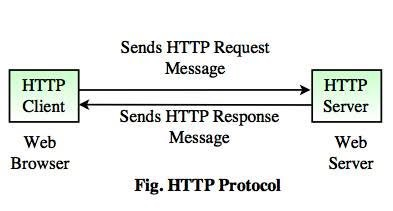 Sends HTTP Request
Message
HTTP
Client
HTTP
Server
Sends HTTP Response
Message
Web
Browser
Web
Server
Fig. HTTP Protocol